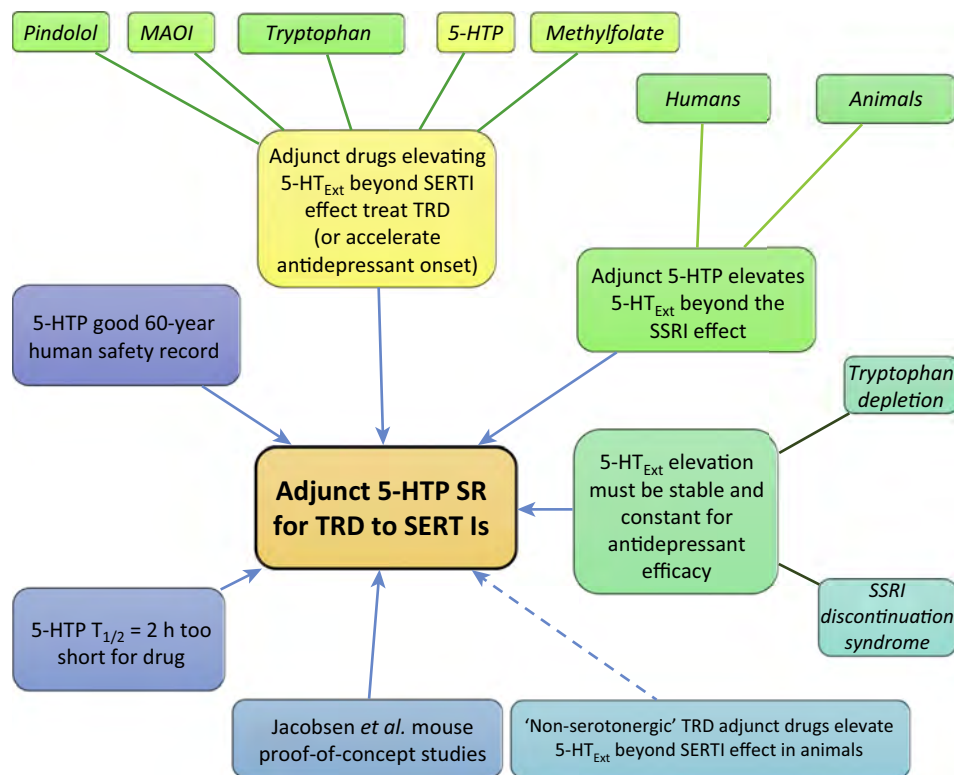 Pindolol
MAOI
Tryptophan
5-HTP
Methylfolate
Humans
Animals
Adjunct drugs elevating
5-HTExt beyond SERTI
effect treat TRD
(or accelerate
antidepressant onset)
Adjunct 5-HTP elevates
5-HTExt beyond the
SSRI effect
5-HTP good 60-year
human safety record
Tryptophan
depletion
Adjunct 5-HTP SR
for TRD to SERT Is
5-HTExt elevation
must be stable and
constant for
antidepressant
efficacy
SSRI
discontinuation
syndrome
5-HTP T1/2 = 2 h too
short for drug
Jacobsen et al. mouse
proof-of-concept studies
‘Non-serotonergic’ TRD adjunct drugs elevate
5-HTExt beyond SERTI effect in animals